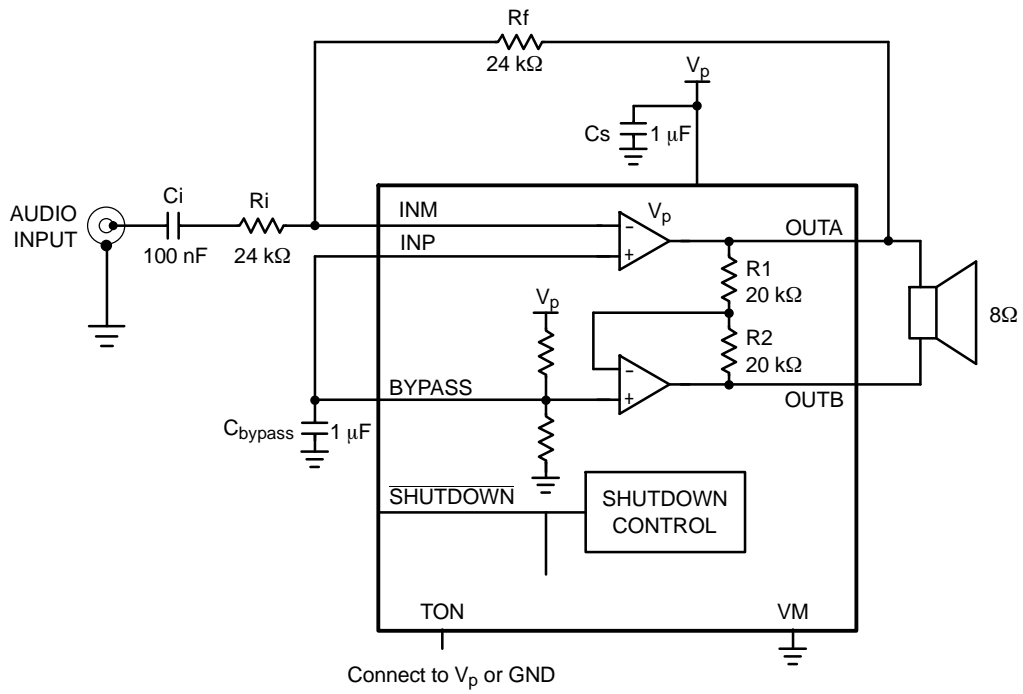 Rf
24 kΩ
Vp
Cs
1 μF
AUDIO
INPUT
Ci
100 nF
Ri
24 kΩ
INM
INP
Vp
-
+
OUTA
R1
20 kΩ
R2
20 kΩ
8Ω
Vp
-
+
BYPASS
OUTB
Cbypass
1 μF
SHUTDOWN
SHUTDOWN
CONTROL
TON
VM
Connect to Vp or GND